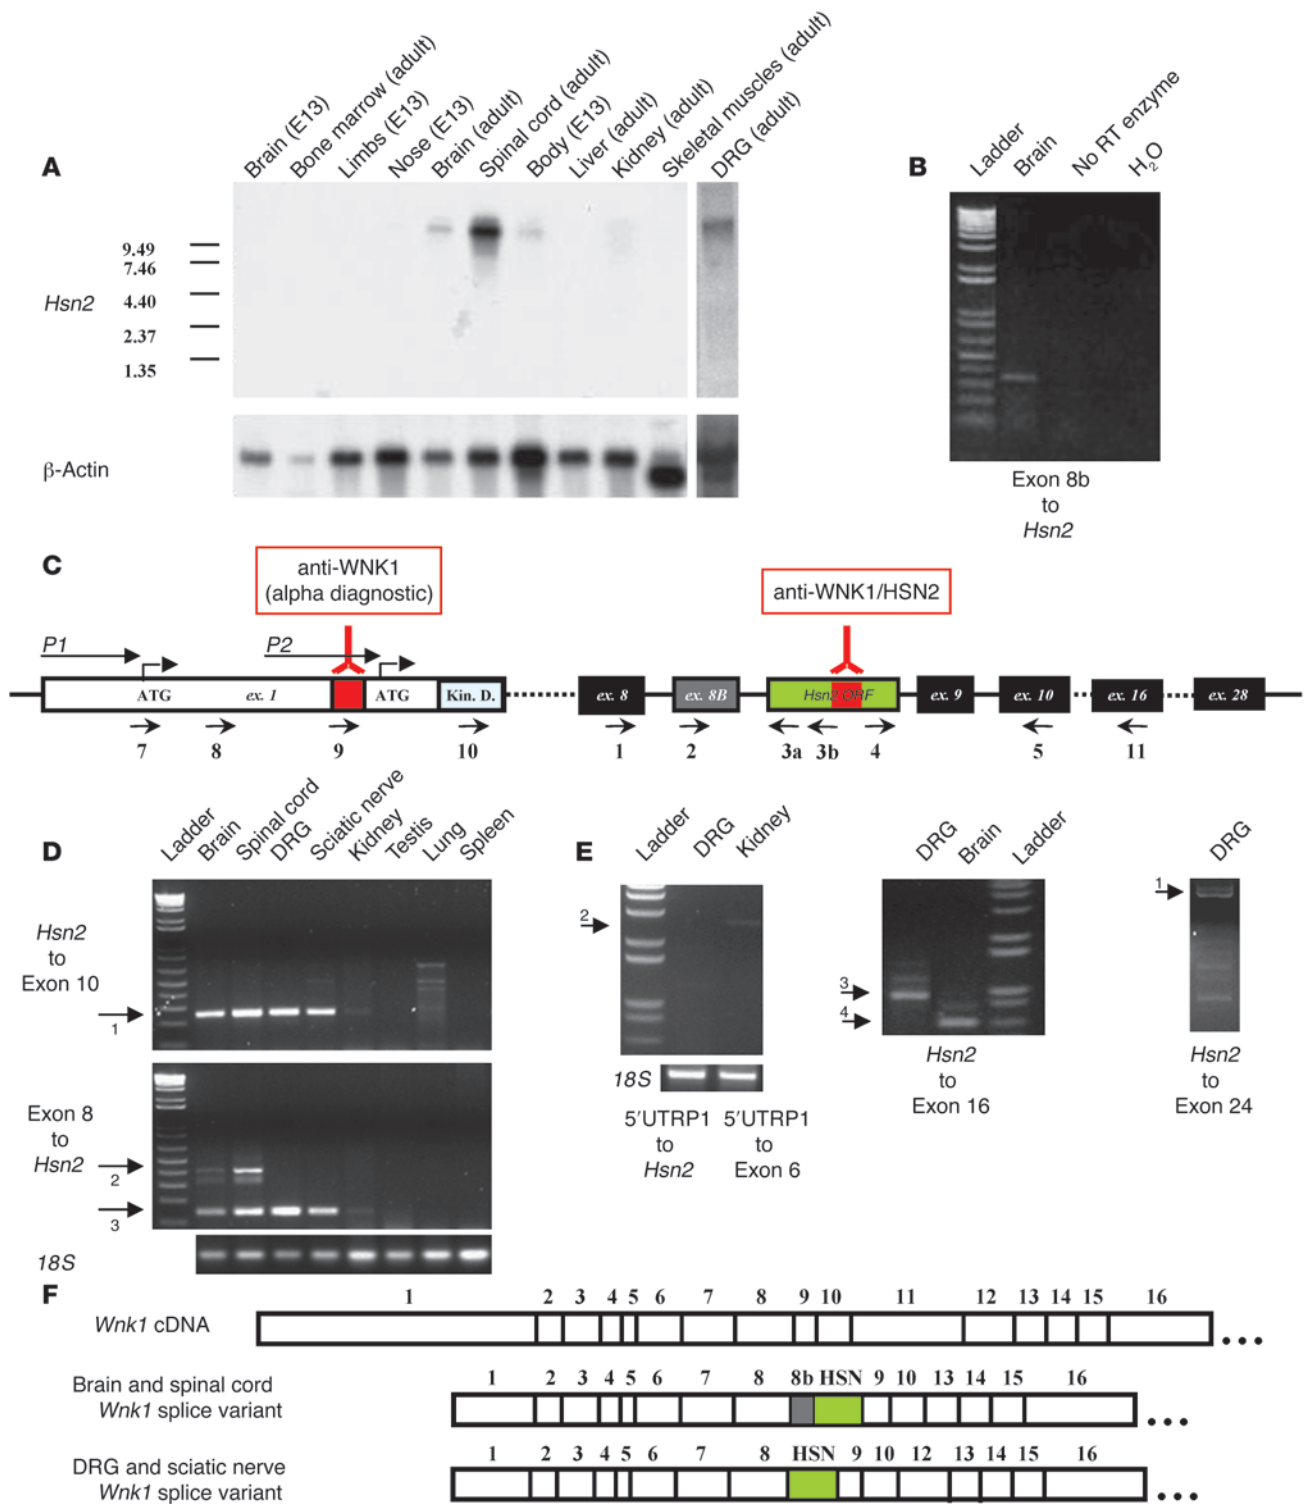 A
Brain (E13)
Bone marrow (adult)
Limbs (E13)
Nose (E13)
Brain (adult)
Spinal cord (adult)
Body (E13)
Liver (adult)
Kidney (adult)
Skeletal muscles (adult)
DRG (adult)
9.49
7.46
Hsn2
4.40
2.37
1.35
β-Actin
B
Ladder
Brain
No RT enzyme
H₂O
Exon 8b
to
Hsn2
C
anti-WNK1
(alpha diagnostic)
anti-WNK1/HSN2
P1
P2
ATG
ex. 1
ATG
Kin. D.
ex. 8
ex. 8B
Hsn2 ORF
ex. 9
ex. 10
ex. 16
ex. 28
7
8
9
10
1
2
3a
3b
4
5
11
D
Ladder
Brain
Spinal cord
DRG
Sciatic nerve
Kidney
Testis
Lung
Spleen
Hsn2
to
Exon 10
1
Exon 8
to
Hsn2
2
3
18S
E
Ladder
DRG
Kidney
2
18S
5′UTRP1
to
Hsn2
5′UTRP1
to
Exon 6
DRG
Brain
Ladder
3
4
Hsn2
to
Exon 16
DRG
1
Hsn2
to
Exon 24
F
1 2 3 4 5 6 7 8 9 10 11 12 13 14 15 16
Wnk1 cDNA
...
1 2 3 4 5 6 7 8 8b HSN 9 10 13 14 15 16
Brain and spinal cord
Wnk1 splice variant
...
1 2 3 4 5 6 7 8 HSN 9 10 12 13 14 15 16
DRG and sciatic nerve
Wnk1 splice variant
...